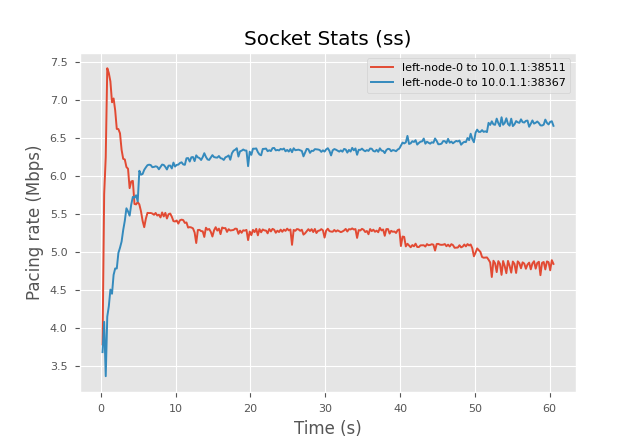 Socket Stats (ss)
left-node-0 to 10.0.1.1:38511
left-node-0 to 10.0.1.1:38367
Pacing rate (Mbps)
7.5
7.0
6.5
6.0
5.5
5.0
4.5
4.0
3.5
0 10 20 30 40 50 60
Time (s)